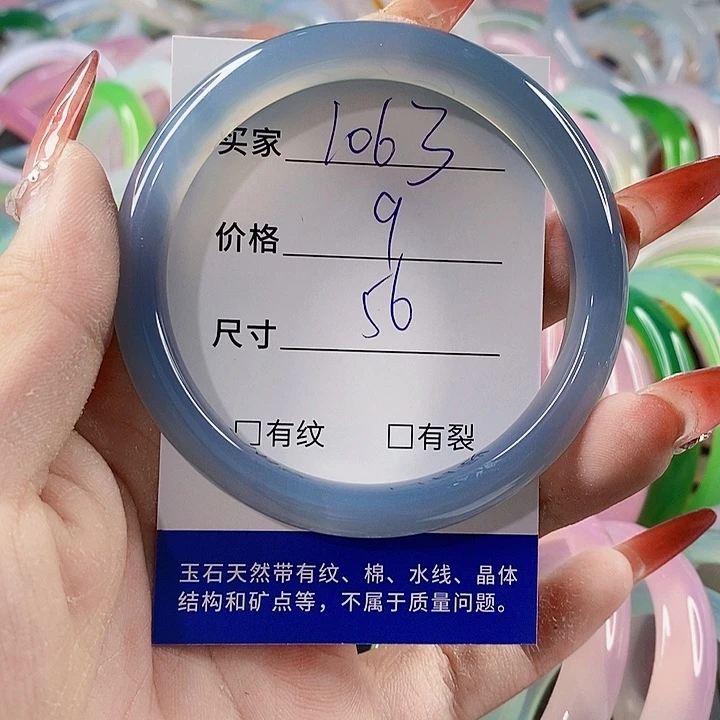 买家 1063
价格 9
尺寸 56
□有纹 □有裂
玉石天然带有纹、棉、水线、晶体
结构和矿点等，不属于质量问题。